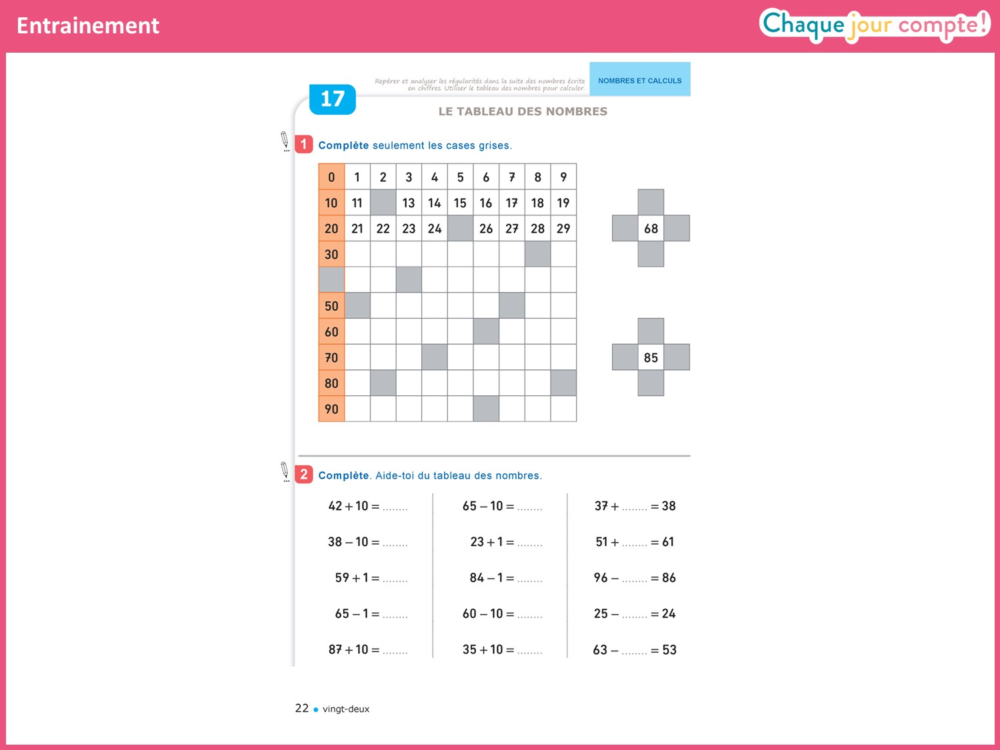 Entrainement
Chaque jour compte!
Repérer et analyser les régularités dans la suite des nombres écrite
en chiffres. Utiliser le tableau des nombres pour calculer.
NOMBRES ET CALCULS
17
LE TABLEAU DES NOMBRES
1 Complète seulement les cases grises.
0 1 2 3 4 5 6 7 8 9
10 11 13 14 15 16 17 18 19
20 21 22 23 24 26 27 28 29
68
30
50
60
70
85
80
90
2 Complète. Aide-toi du tableau des nombres.
42 + 10 = ........ 65 – 10 = ........ 37 + ........ = 38
38 – 10 = ........ 23 + 1 = ........ 51 + ........ = 61
59 + 1 = ........ 84 – 1 = ........ 96 – ........ = 86
65 – 1 = ........ 60 – 10 = ........ 25 – ........ = 24
87 + 10 = ........ 35 + 10 = ........ 63 – ........ = 53
22 • vingt-deux